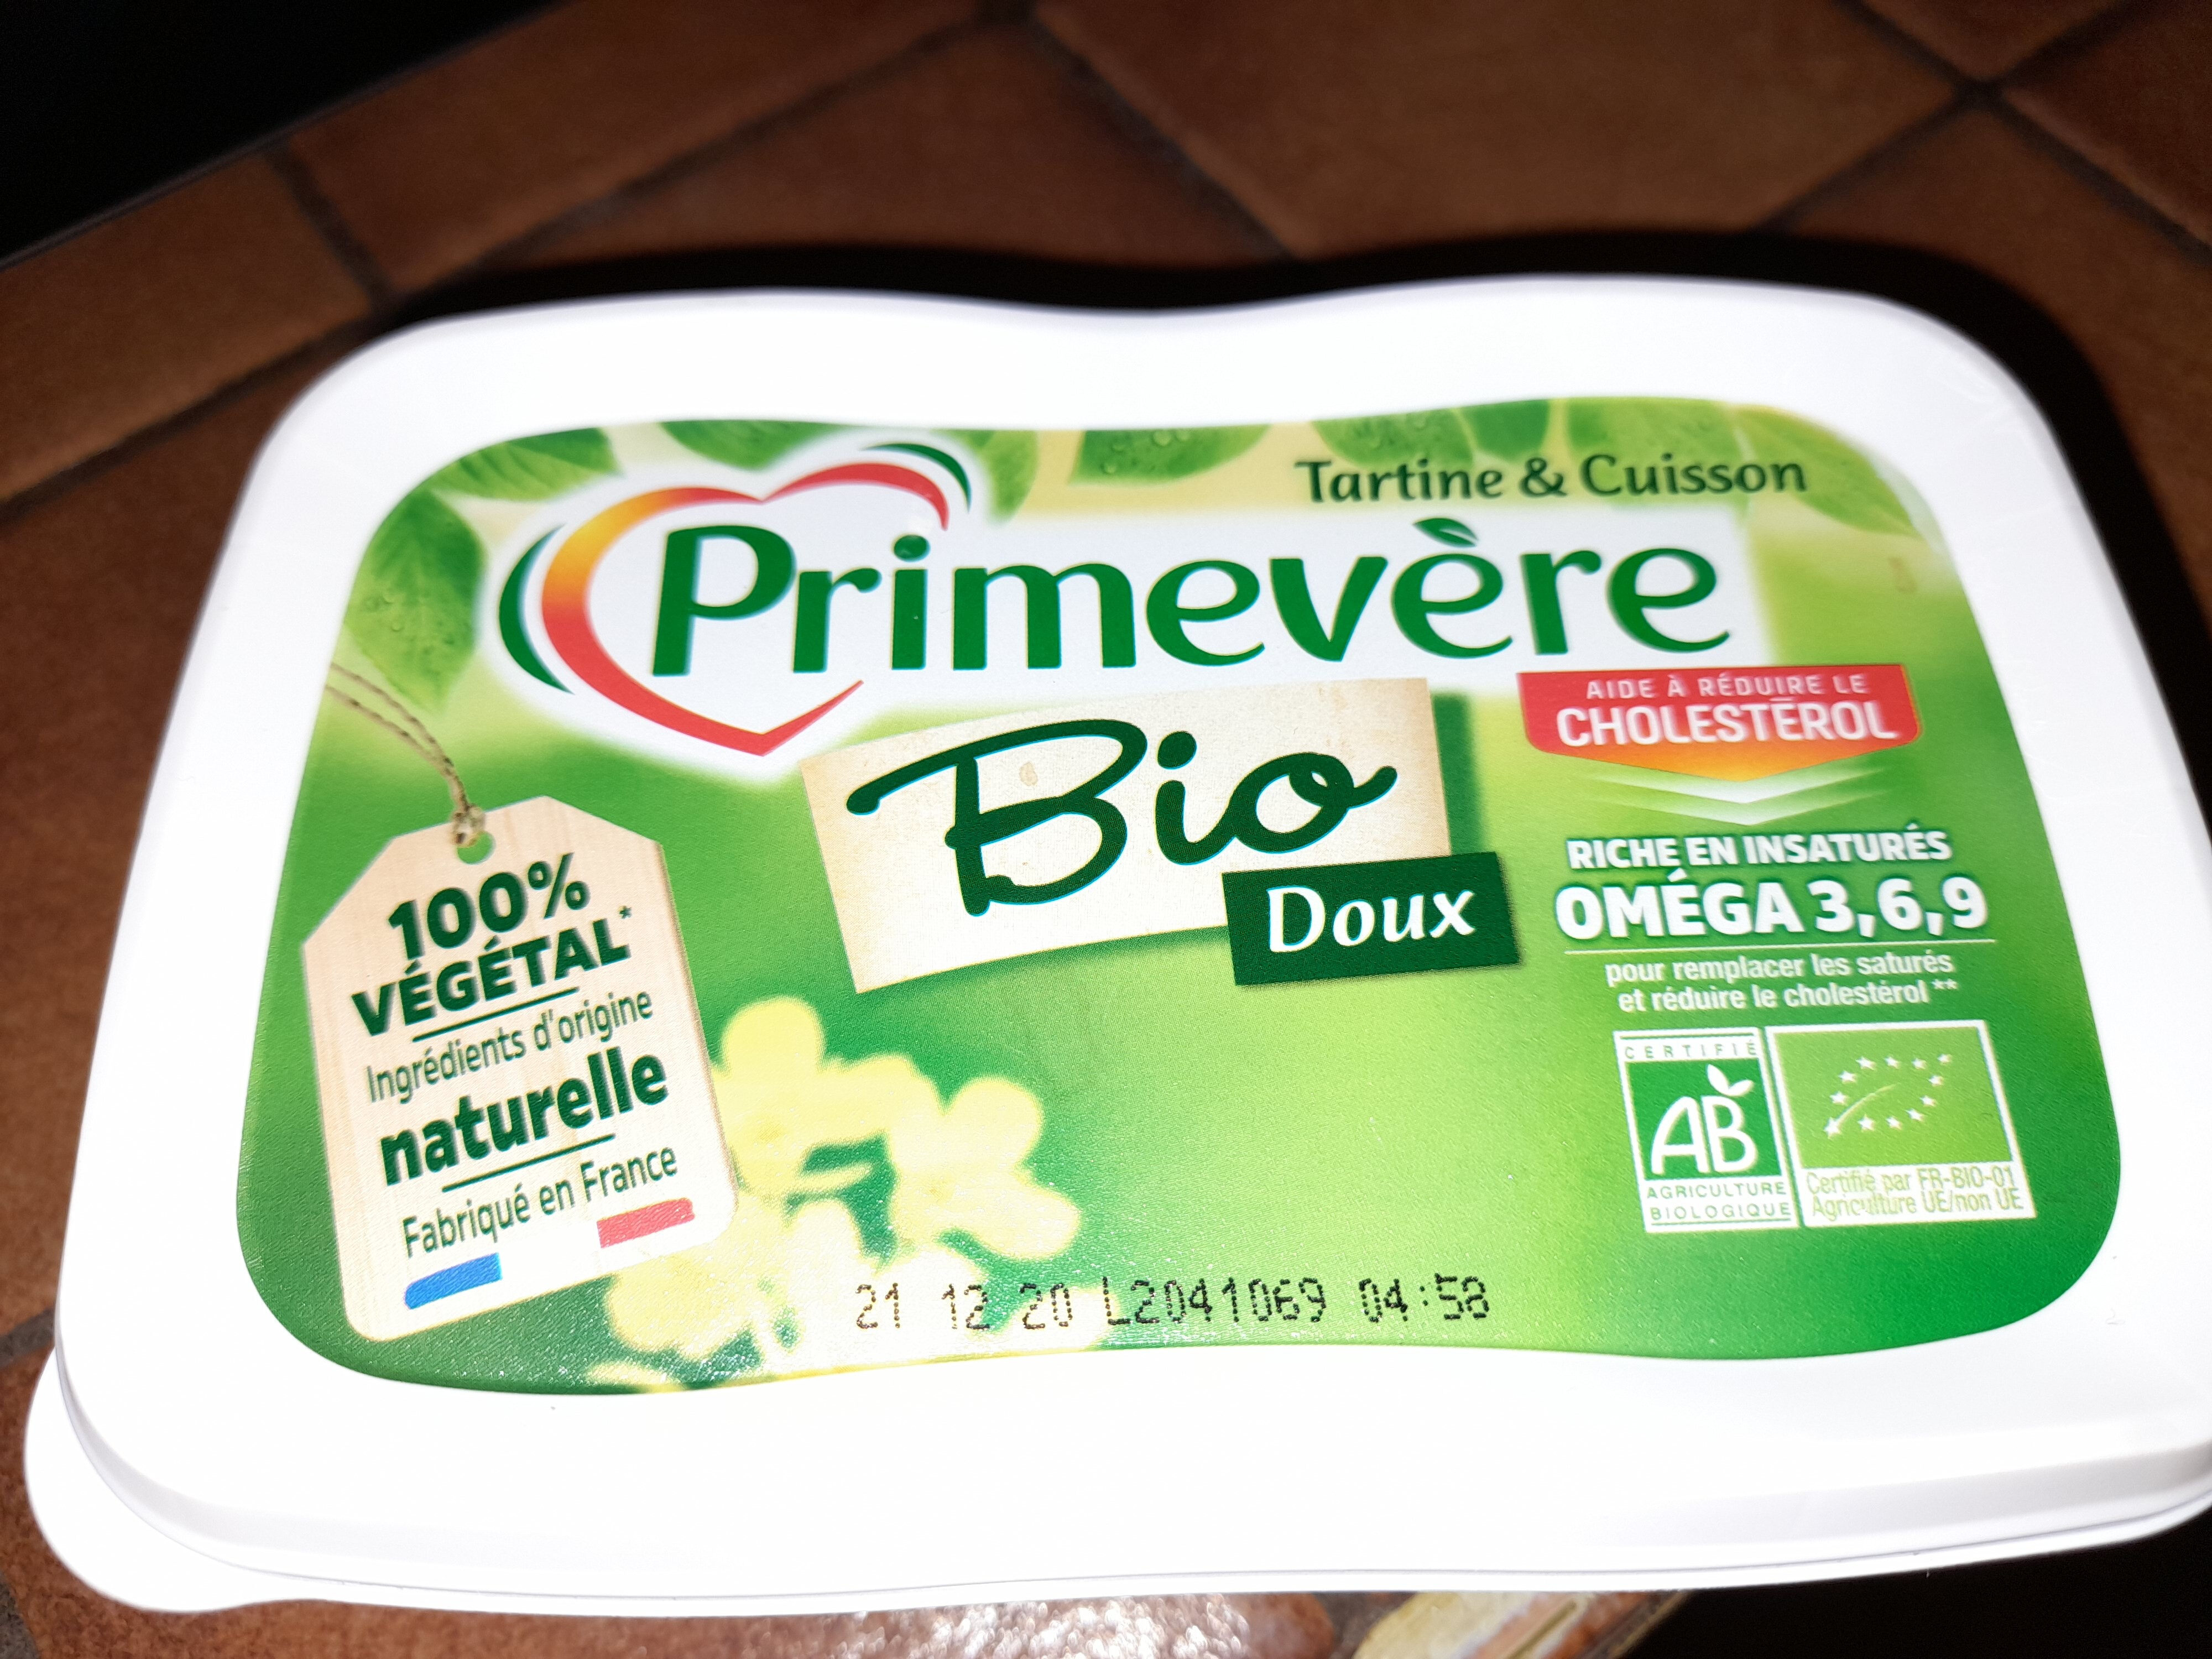 Tartine & Cuisson
Primevère
Bio
Doux
AIDE À RÉDUIRE LE
CHOLESTÉROL
RICHE EN INSATURÉS
OMÉGA 3,6,9
pour remplacer les saturés
et réduire le cholestérol**
100%
VÉGÉTAL*
Ingrédients d'origine
naturelle
Fabriqué en France
CERTIFIÉ
AB
AGRICULTURE
BIOLOGIQUE
Certifié par FR-BIO-01
Agriculture UE/non UE
21 12 20 L2041069 04:58